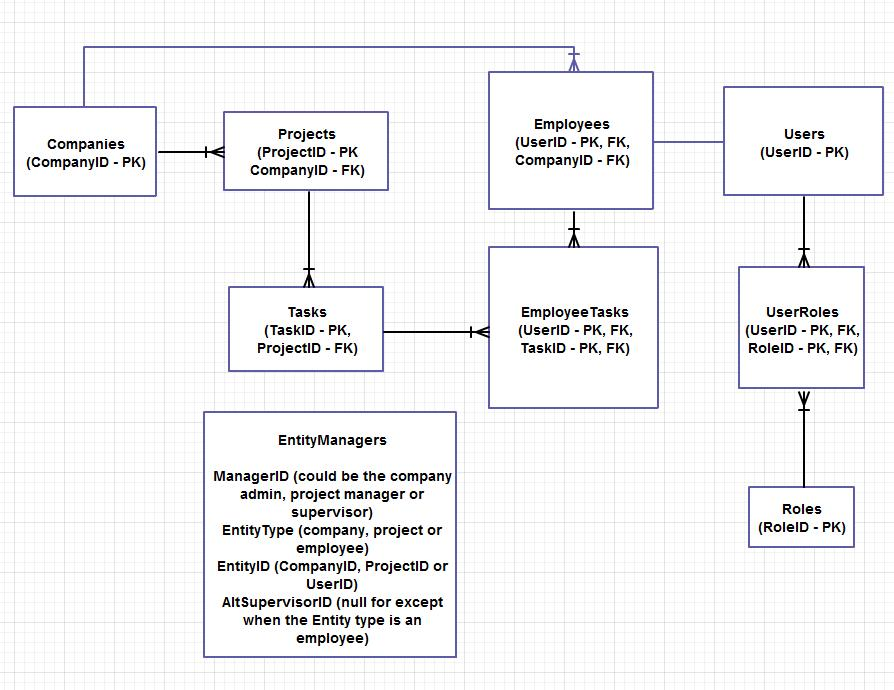 Companies
(CompanyID - PK)
Projects
(ProjectID - PK
CompanyID - FK)
Employees
(UserID - PK, FK,
CompanyID - FK)
Users
(UserID - PK)
Tasks
(TaskID - PK,
ProjectID - FK)
EmployeeTasks
(UserID - PK, FK,
TaskID - PK, FK)
UserRoles
(UserID - PK, FK,
RoleID - PK, FK)
EntityManagers
ManagerID (could be the company
admin, project manager or
supervisor)
EntityType (company, project or
employee)
EntityID (CompanyID, ProjectID or
UserID)
AltSupervisorID (null for except
when the Entity type is an
employee)
Roles
(RoleID - PK)